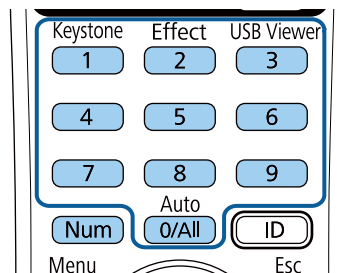 Keystone Effect USB Viewer
1 2 3
4 5 6
7 8 9
Auto
Num 0/All ID
Menu Esc